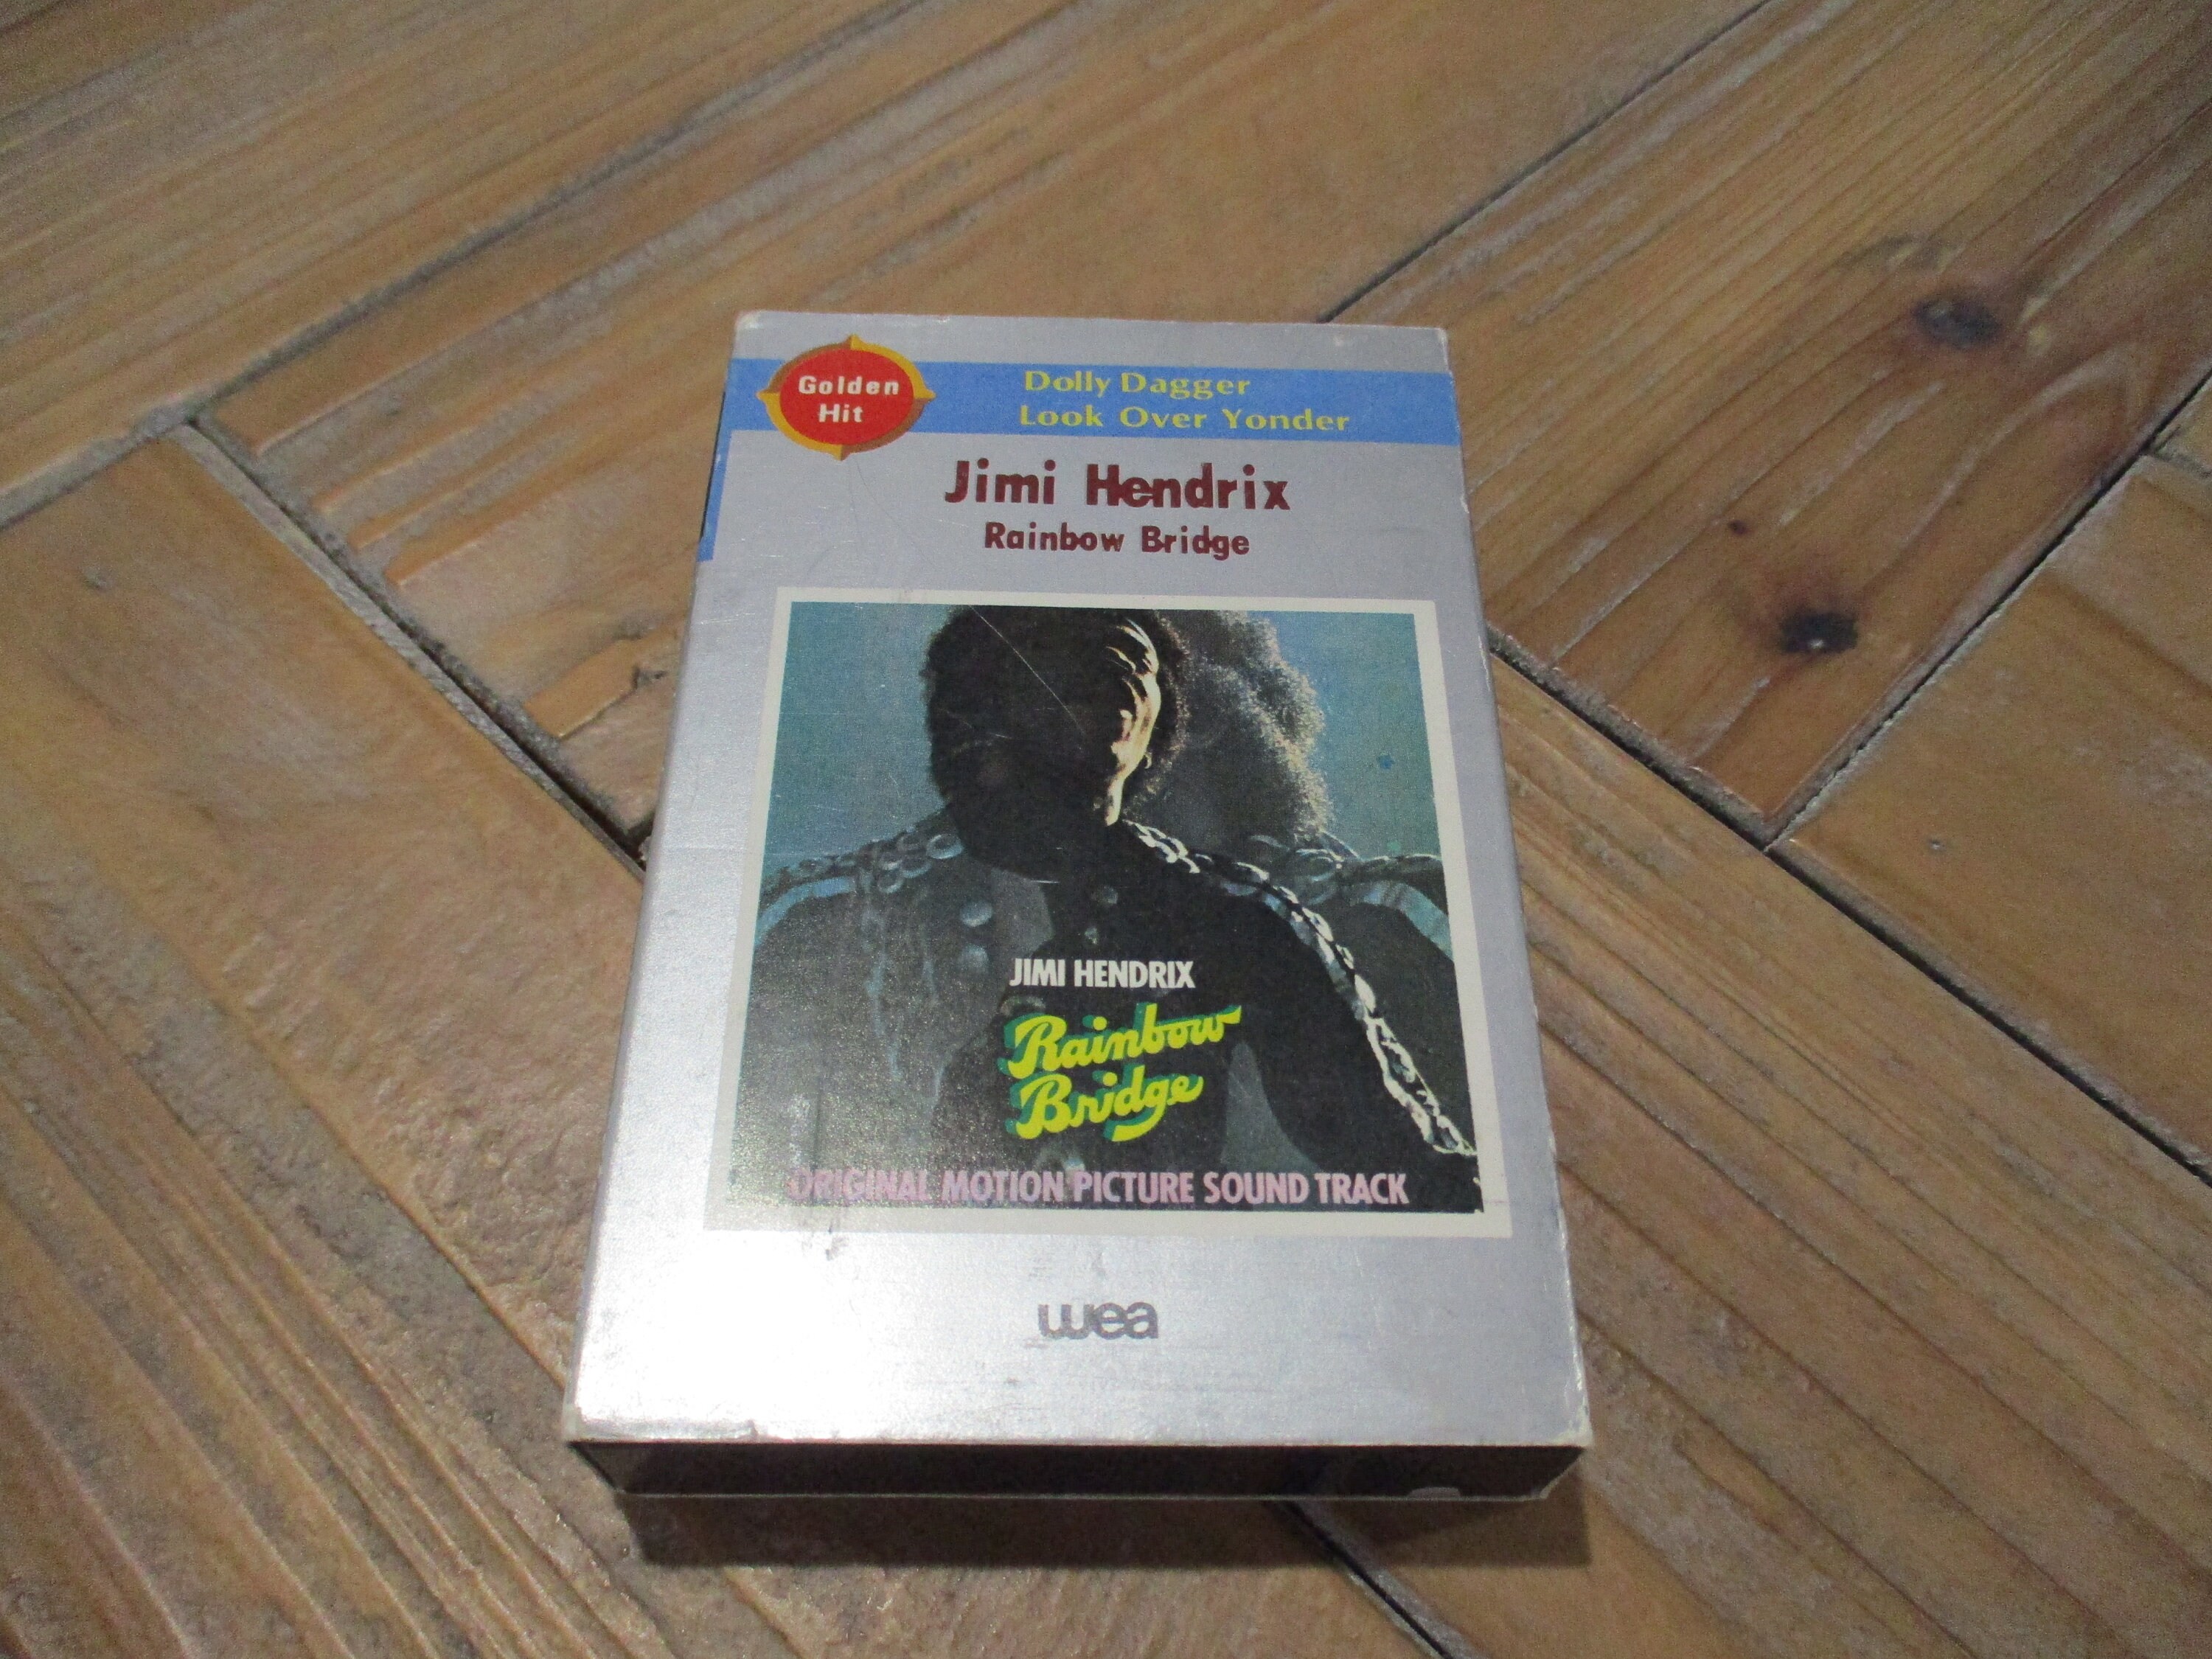 Golden
Hit
Dolly Dagger
Look Over Yonder
Jimi Hendrix
Rainbow Bridge
JIMI HENDRIX
Rainbow
Bridge
ORIGINAL MOTION PICTURE SOUND TRACK
wea